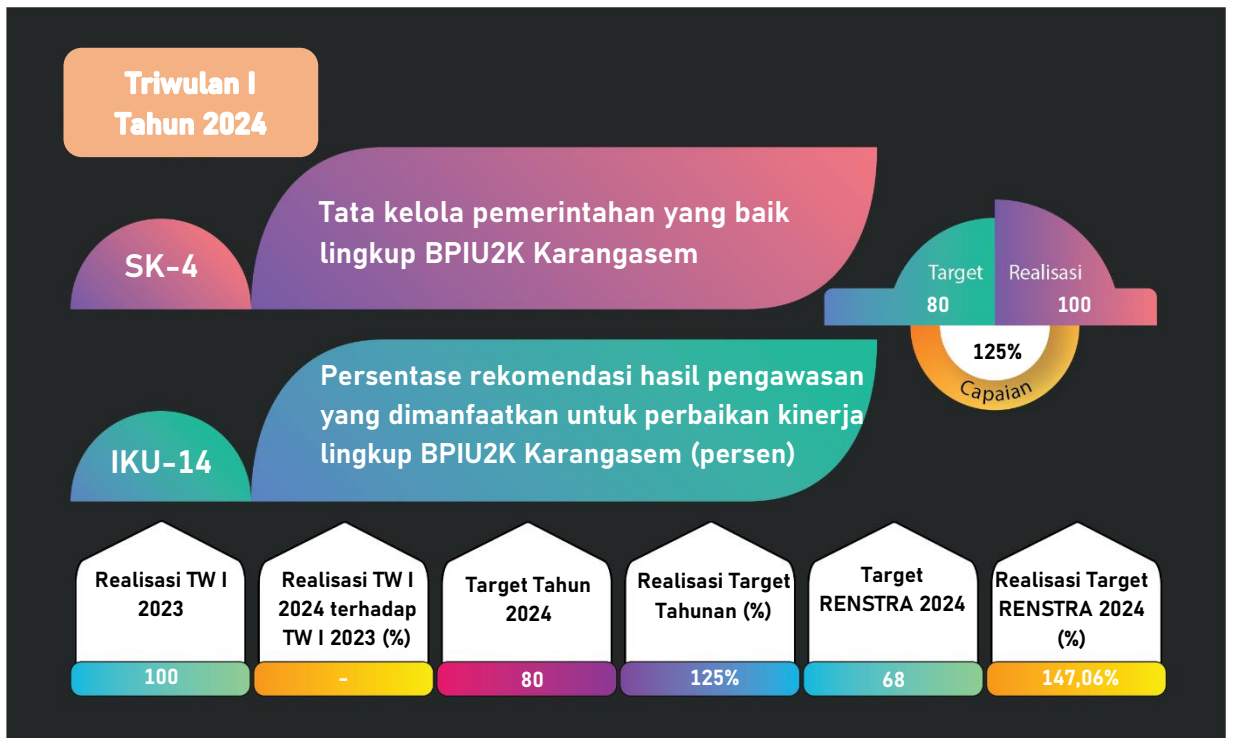 Triwulan I
Tahun 2024
SK-4
Tata kelola pemerintahan yang baik
lingkup BPIU2K Karangasem
Target
Realisasi
80
100
125%
Capaian
IKU-14
Persentase rekomendasi hasil pengawasan
yang dimanfaatkan untuk perbaikan kinerja
lingkup BPIU2K Karangasem (persen)
Realisasi TW I
2023
100
Realisasi TW I
2024 terhadap
TW I 2023 (%)
-
Target Tahun
2024
80
Realisasi Target
Tahunan (%)
125%
Target
RENSTRA 2024
68
Realisasi Target
RENSTRA 2024
(%)
147,06%